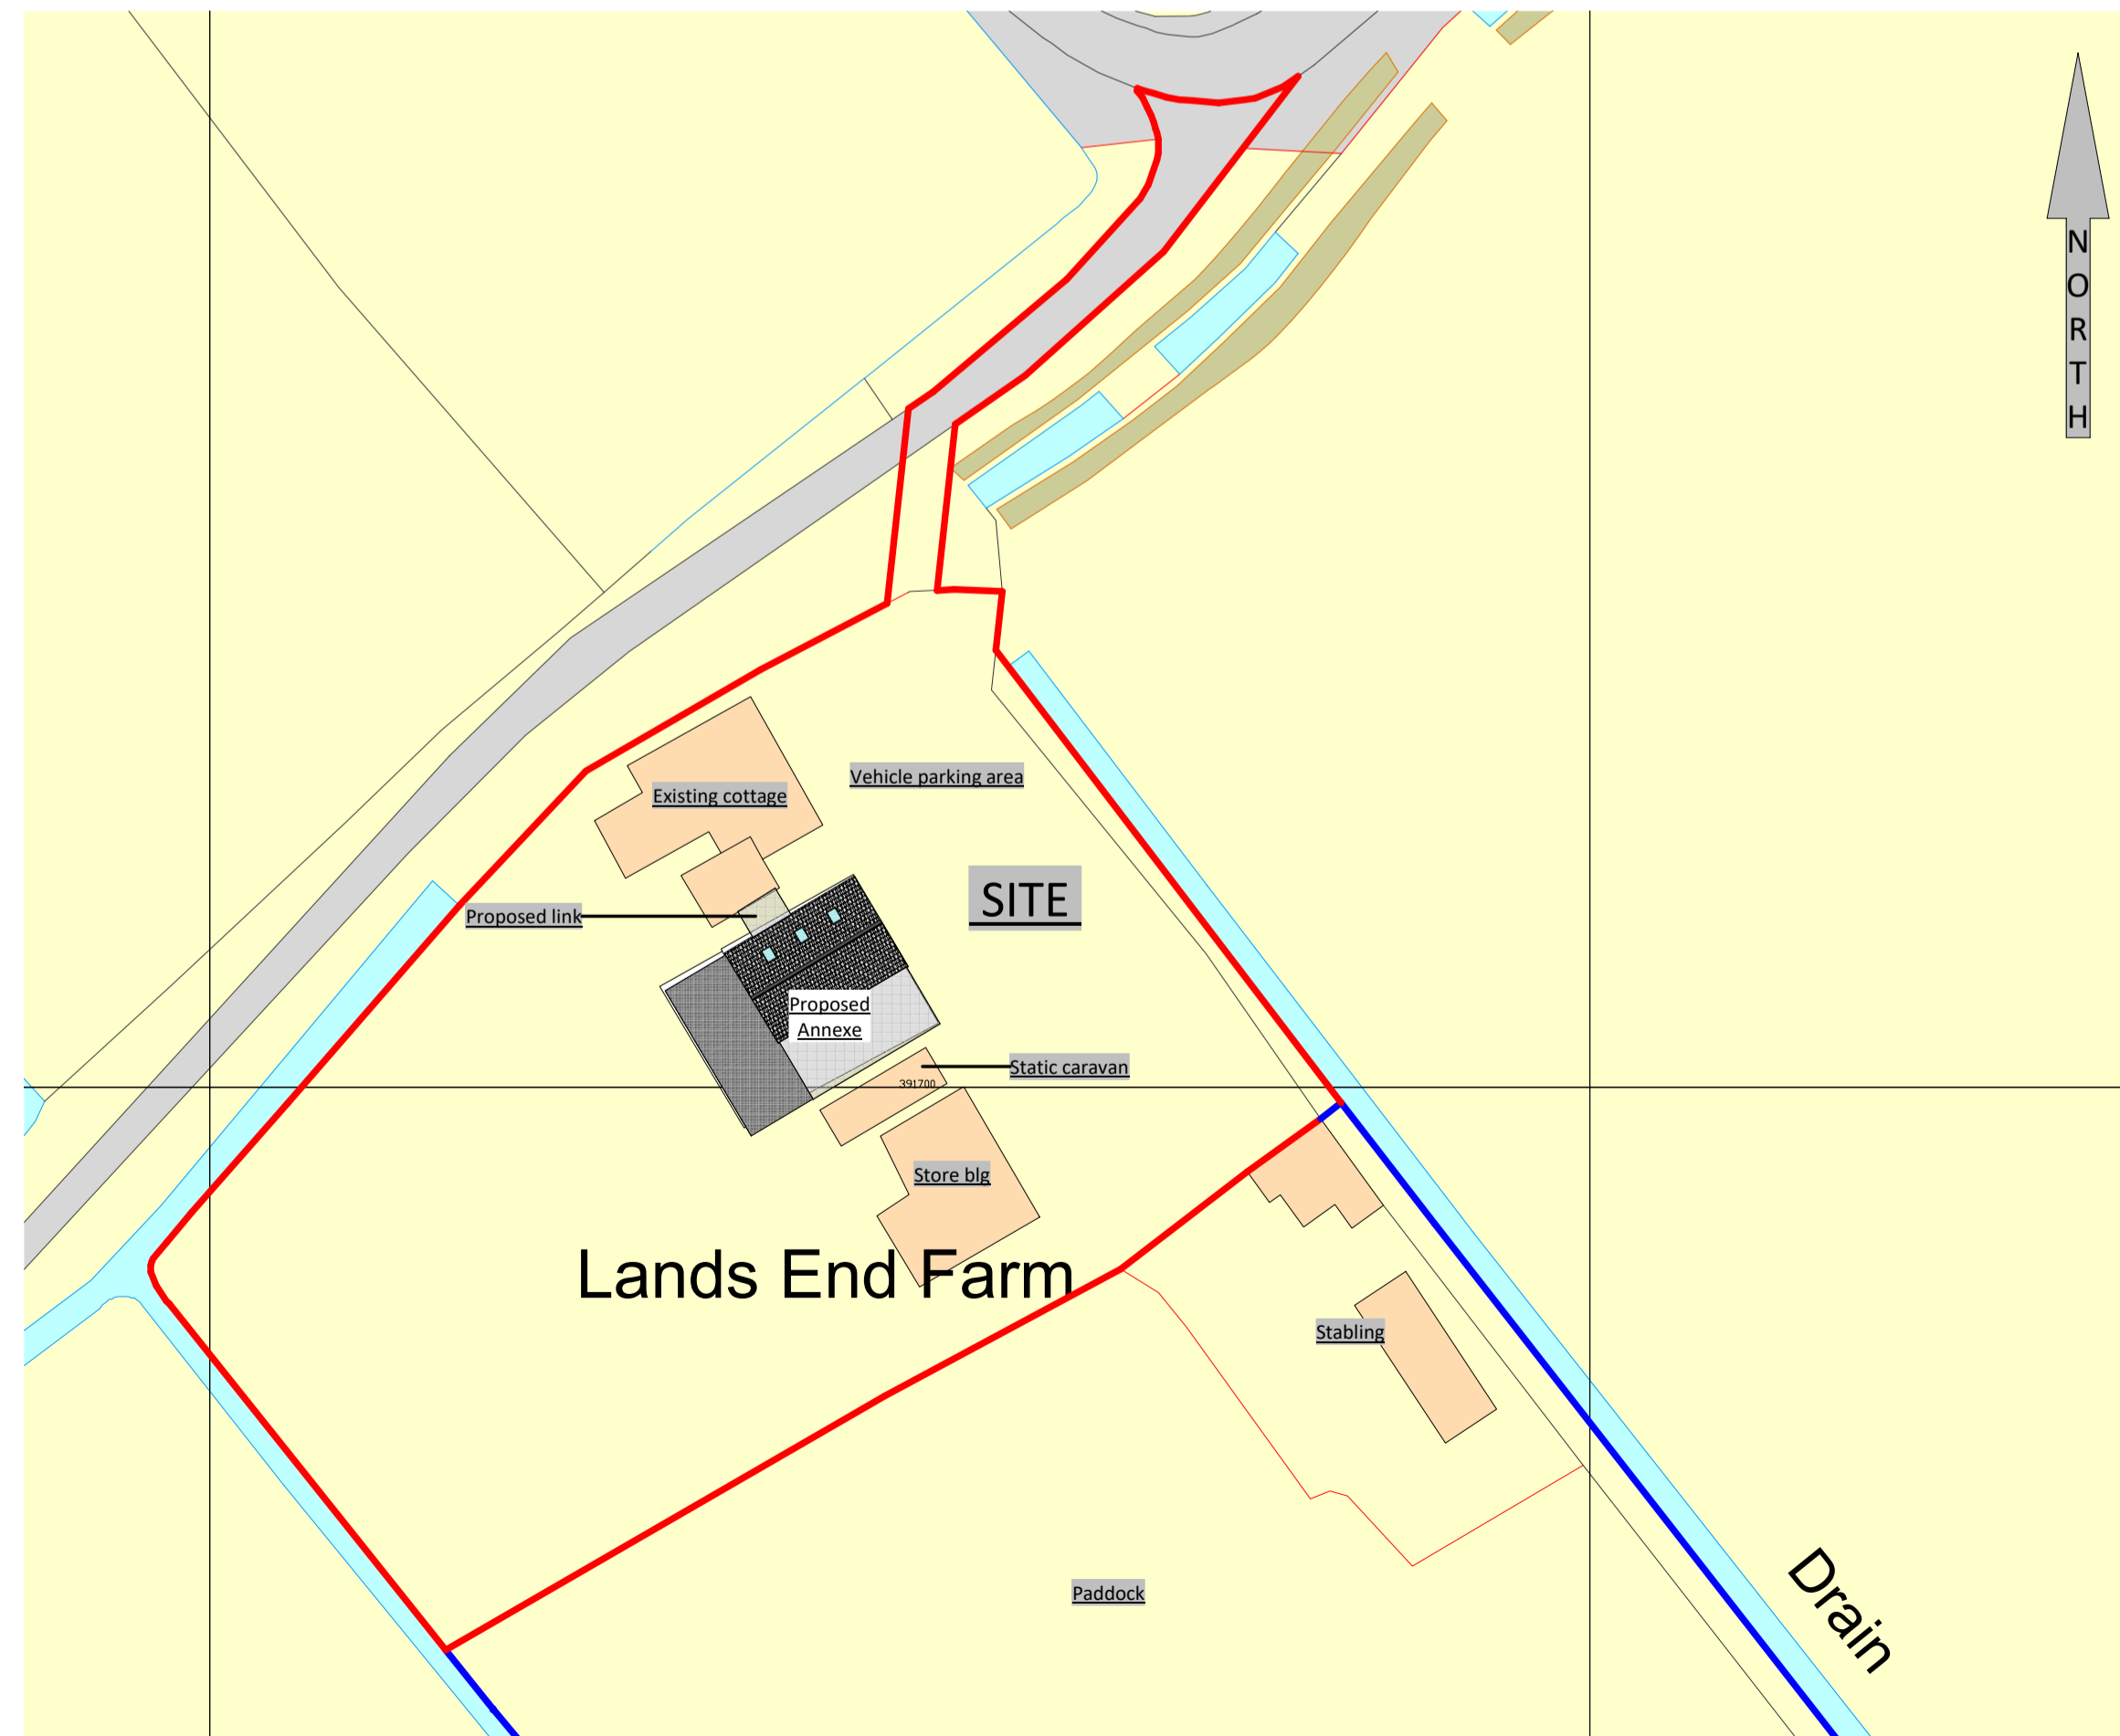 N
O
R
T
H
Vehicle parking area
Existing cottage
SITE
Proposed link
Proposed
Annexe
Static caravan
391700
Store blg
Lands End Farm
Stabling
Paddock
Drain